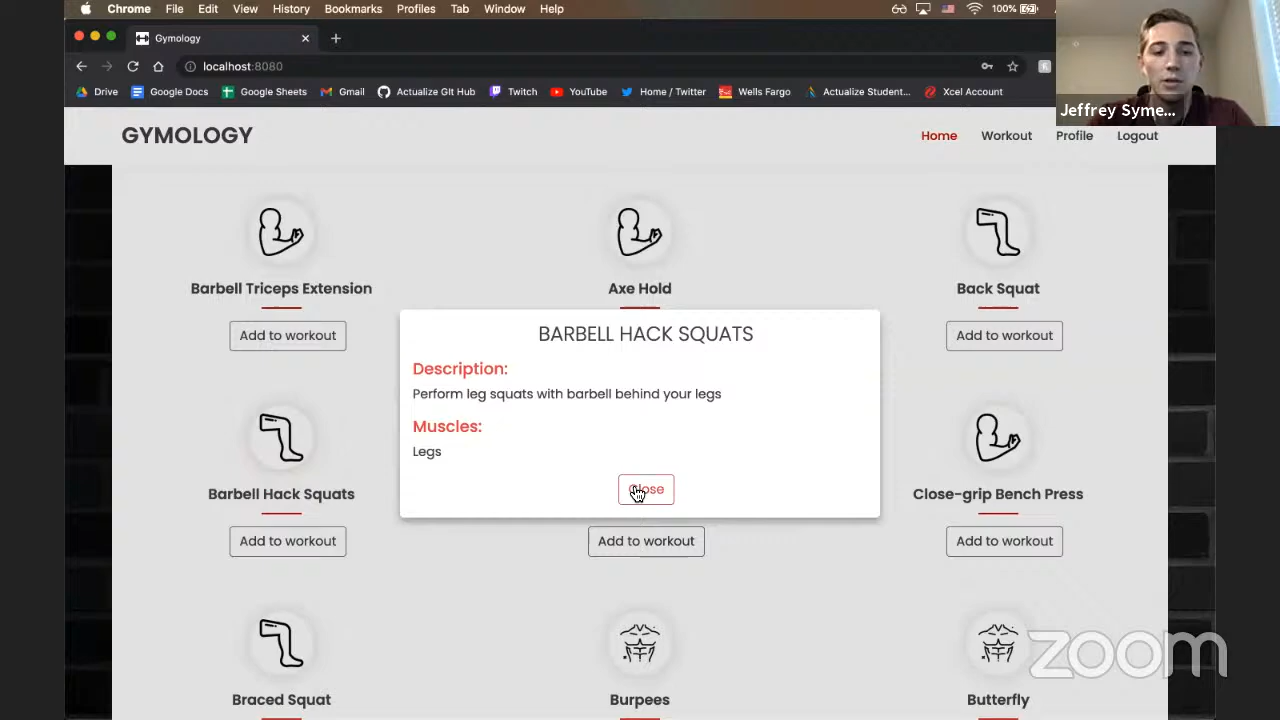 Chrome File Edit View History Bookmarks Profiles Tab Window Help 100%
Gymology
localhost:8080
Drive Google Docs Google Sheets Gmail Actualize GIt Hub Twitch YouTube Home / Twitter Wells Fargo Actualize Student... Xcel Account
Jeffrey Syme...
GYMOLOGY Home Workout Profile Logout
Barbell Triceps Extension Axe Hold Back Squat
Add to workout Add to workout
BARBELL HACK SQUATS
Description:
Perform leg squats with barbell behind your legs
Muscles:
Legs
Close
Barbell Hack Squats Close-grip Bench Press
Add to workout Add to workout Add to workout
Braced Squat Burpees Butterfly
zoom